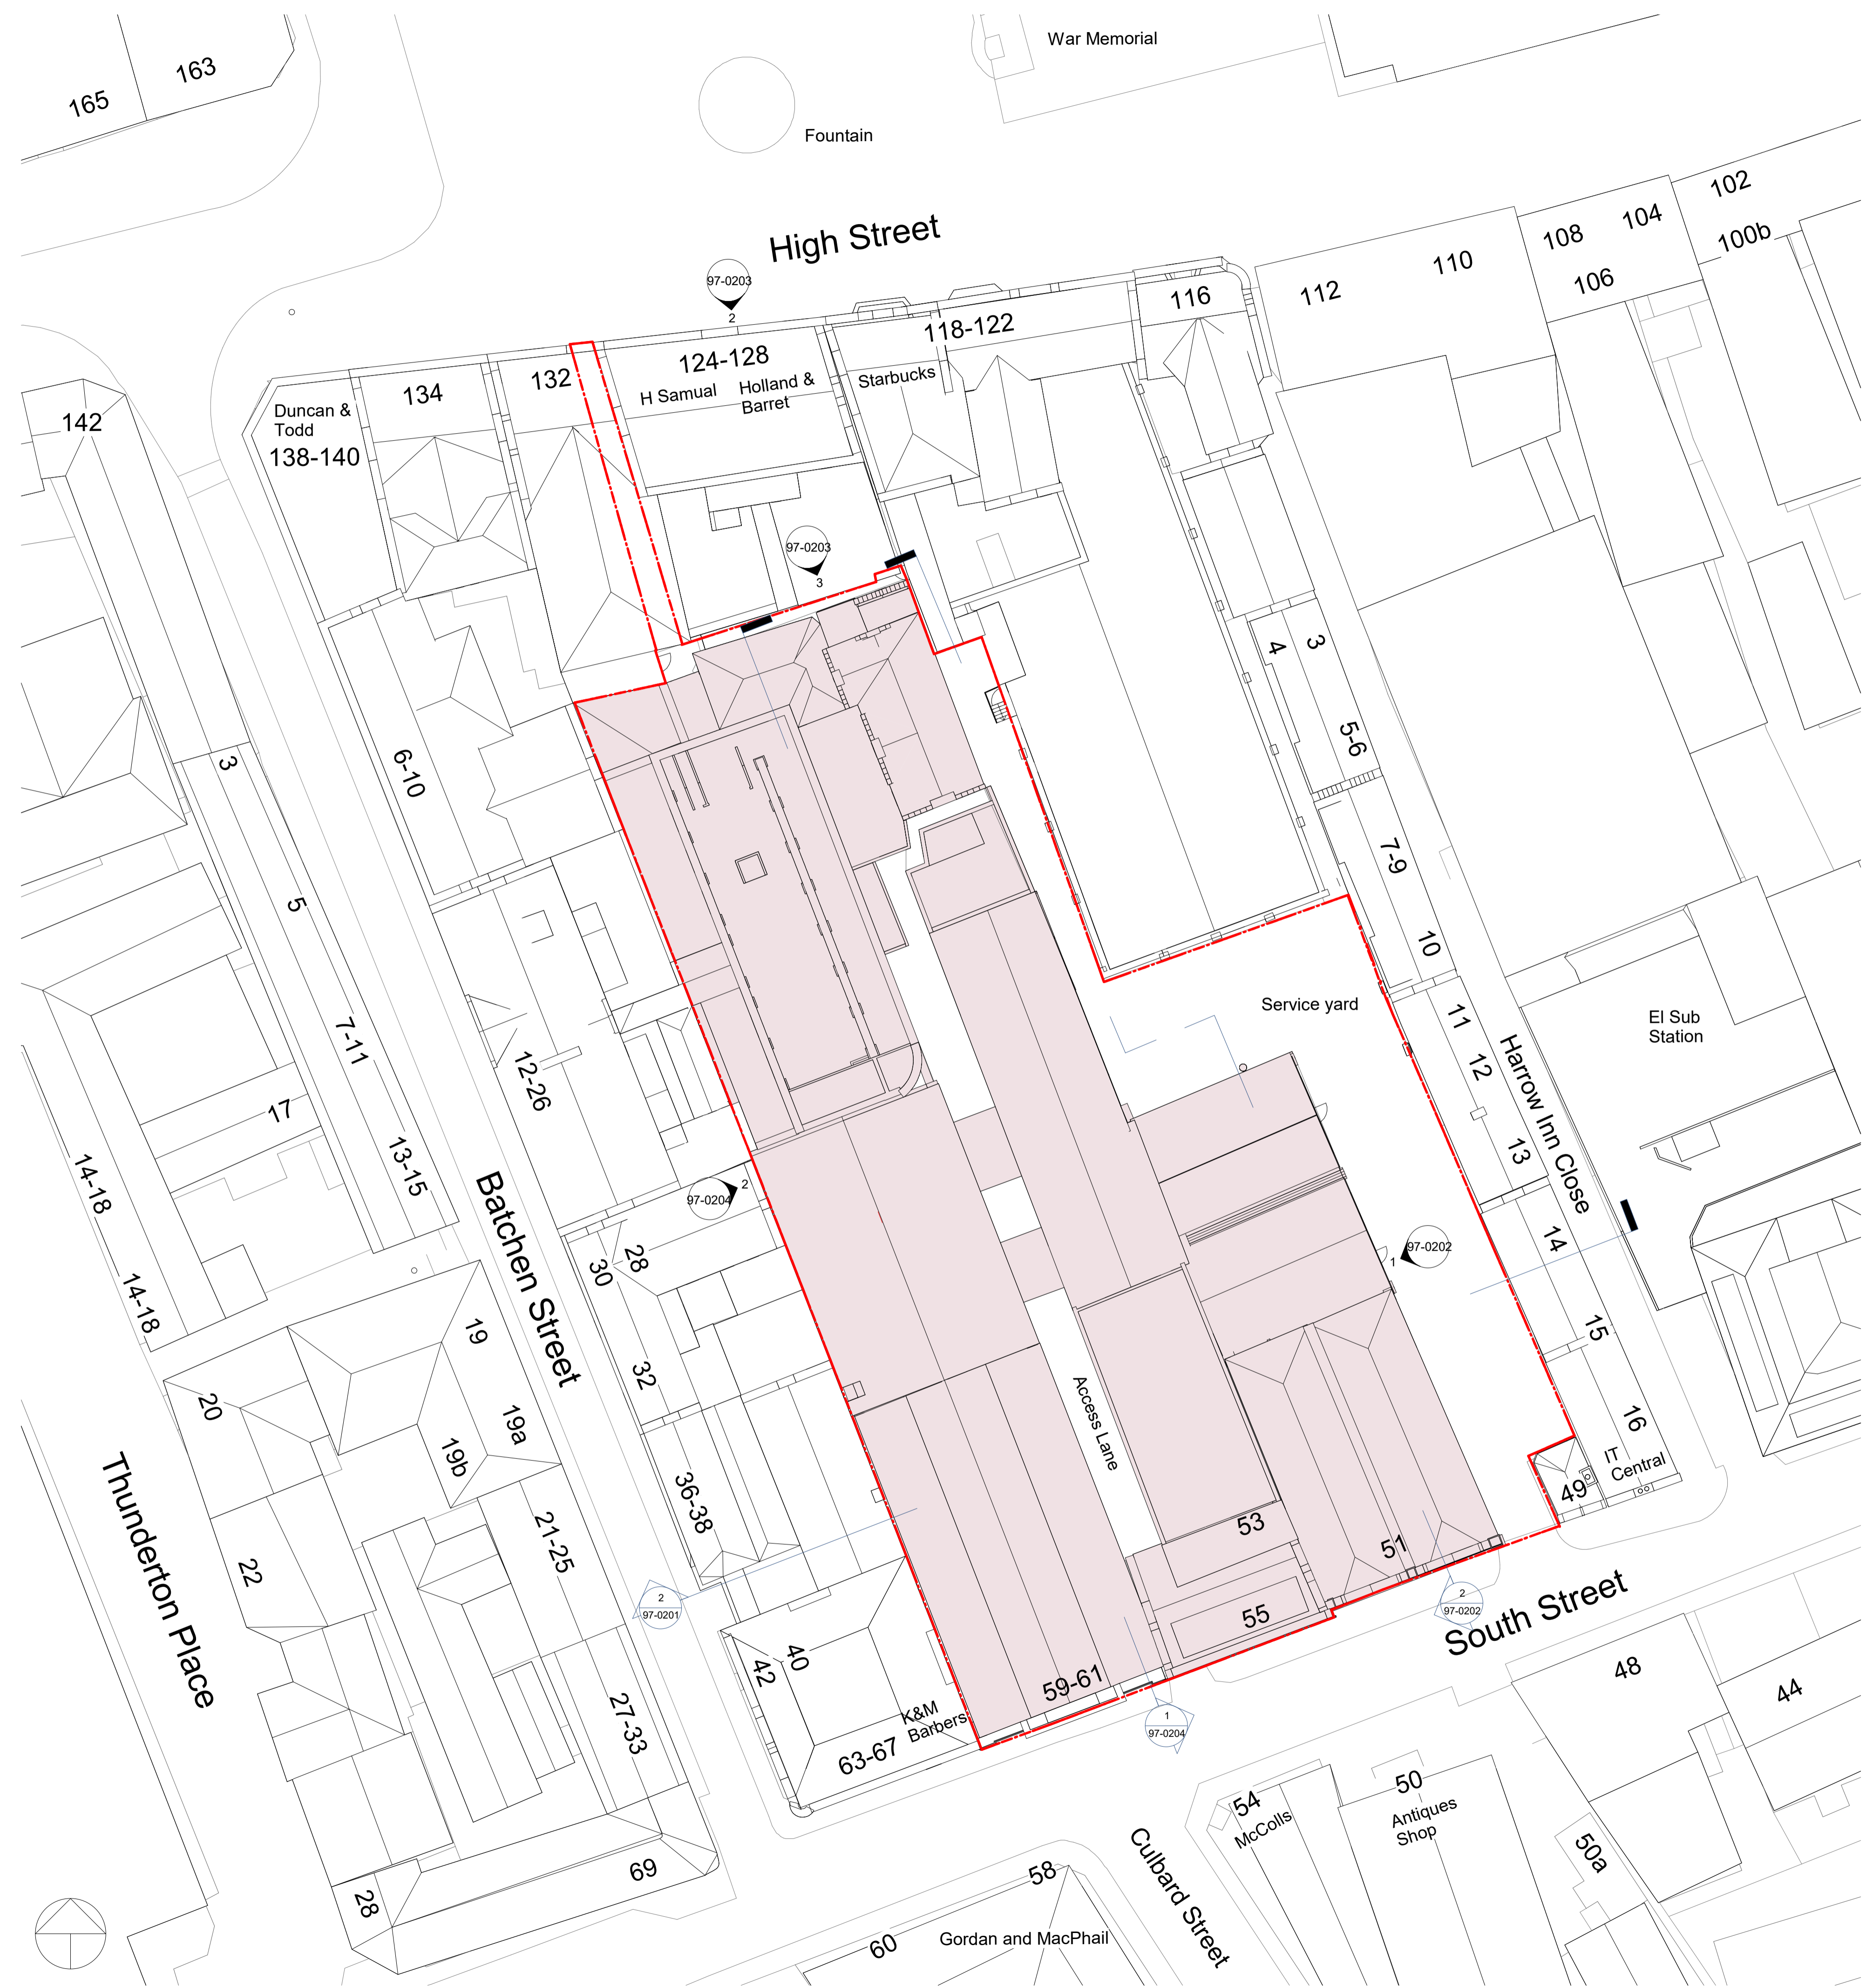 War Memorial
163
165
Fountain
102
104
108
100b
High Street
110
106
97-0203
2
112
116
118-122
124-128
132
134
H Samual
Holland &
Barret
Starbucks
Duncan &
Todd
138-140
142
97-0203
3
4
3
5-6
6-10
3
7-9
5
10
Service yard
11
El Sub
Station
7-11
12
Harrow Inn Close
12-26
17
13
13-15
14-18
97-0204
2
Batchen Street
28
30
14
97-0202
1
14-18
19
15
32
20
19a
Access Lane
16
19b
IT
Central
49
36-38
Thunderton Place
22
21-25
53
51
2
97-0201
2
97-0202
55
South Street
40
42
59-61
48
44
K&M
Barbers
1
97-0204
27-33
63-67
54
McColls
50
Antiques
Shop
50a
69
28
58
Culbard Street
60
Gordan and MacPhail